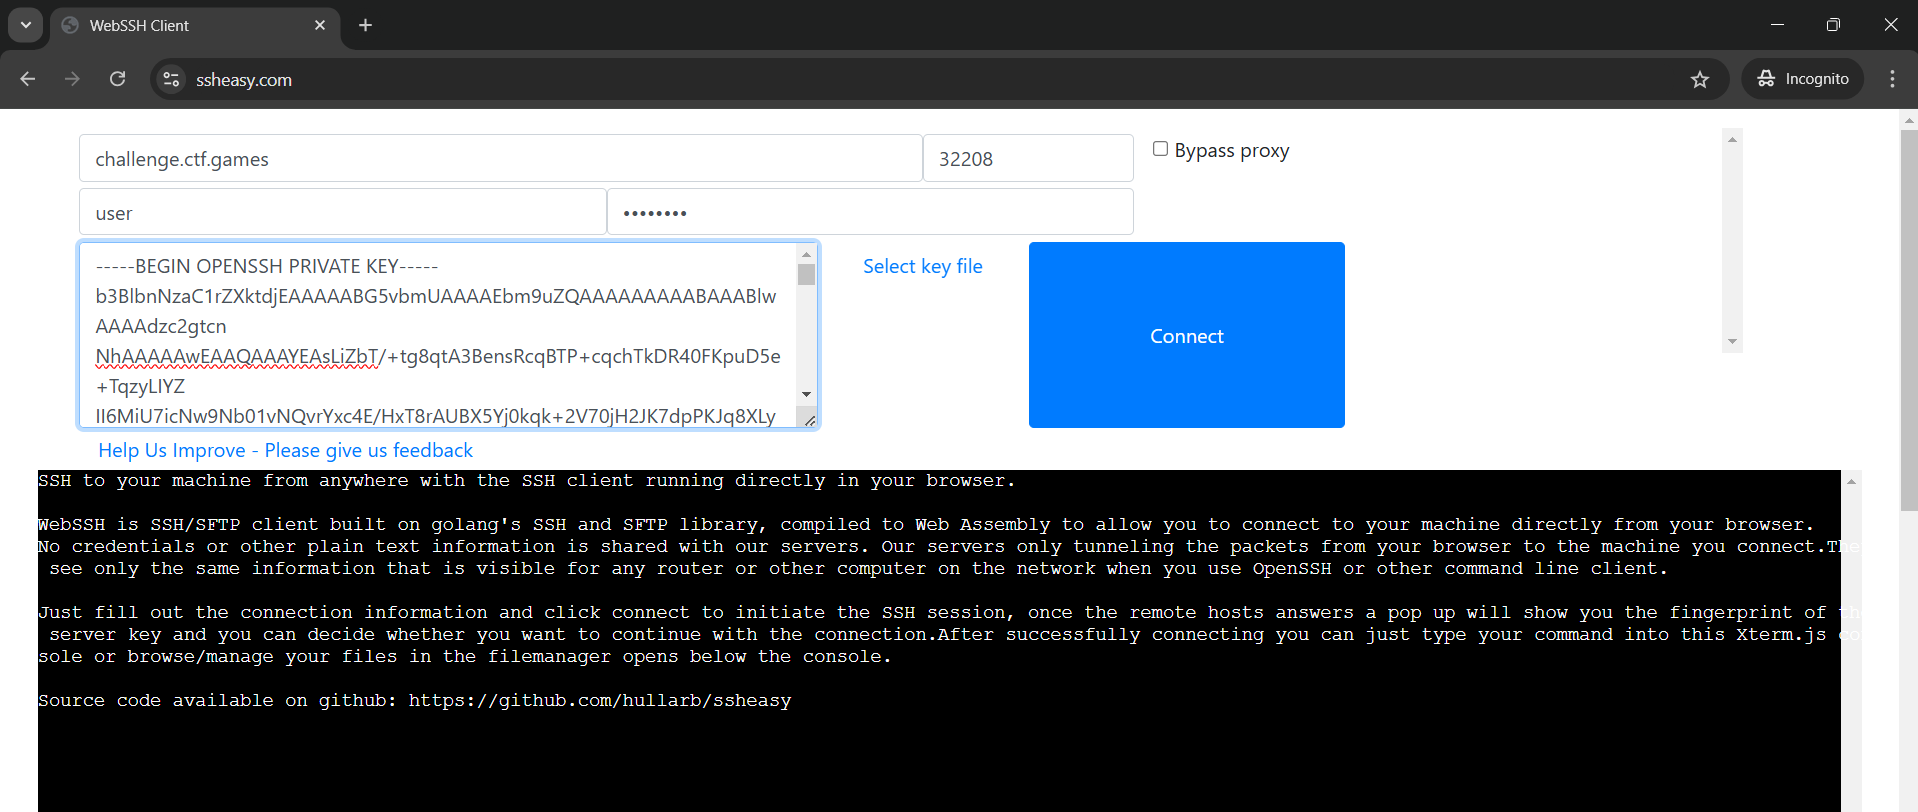 WebSSH Client
ssheasy.com
Incognito
challenge.ctf.games
32208
Bypass proxy
user
••••••••
-----BEGIN OPENSSH PRIVATE KEY-----
b3BlbnNzaC1rZXktdjEAAAAABG5vbmUAAAAEbm9uZQAAAAAAAAABAAABlw
AAAAdzc2gtcn
NhAAAAAwEAAQAAAYEAsLiZbT/+tg8qtA3BensRcqBTP+cqchTkDR40FKpuD5e
+TqzyLIYZ
II6MiU7icNw9Nb01vNQvrYxc4E/HxT8rAUBX5Yj0kqk+2V70jH2JK7dpPKJq8XLy
Select key file
Connect
Help Us Improve - Please give us feedback
SSH to your machine from anywhere with the SSH client running directly in your browser.
WebSSH is SSH/SFTP client built on golang's SSH and SFTP library, compiled to Web Assembly to allow you to connect to your machine directly from your browser.
No credentials or other plain text information is shared with our servers. Our servers only tunneling the packets from your browser to the machine you connect.The
see only the same information that is visible for any router or other computer on the network when you use OpenSSH or other command line client.
Just fill out the connection information and click connect to initiate the SSH session, once the remote hosts answers a pop up will show you the fingerprint of th
server key and you can decide whether you want to continue with the connection.After successfully connecting you can just type your command into this Xterm.js co
sole or browse/manage your files in the filemanager opens below the console.
Source code available on github: https://github.com/hullarb/ssheasy